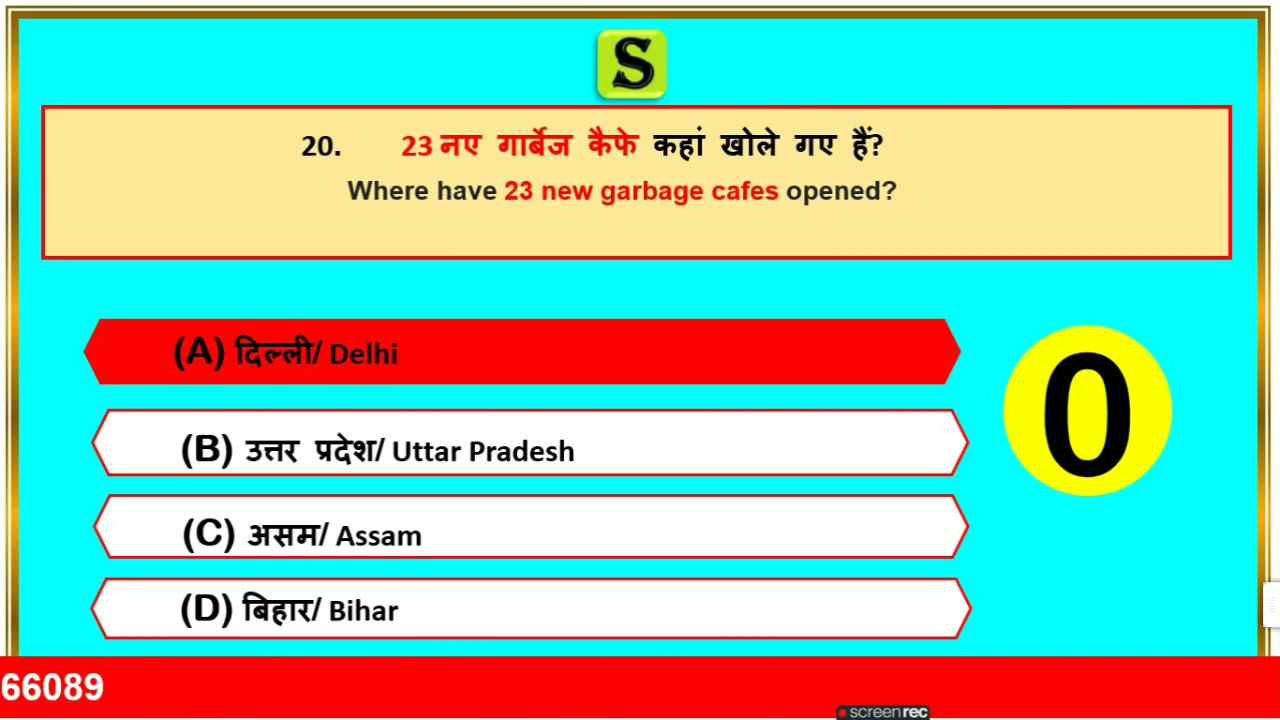 S
20. 23 नए गार्बेज कैफे कहां खोले गए हैं?
Where have 23 new garbage cafes opened?
(A) दिल्ली/ Delhi
(B) उत्तर प्रदेश/ Uttar Pradesh
(C) असम/ Assam
(D) बिहार/ Bihar
0
66089
screenrec